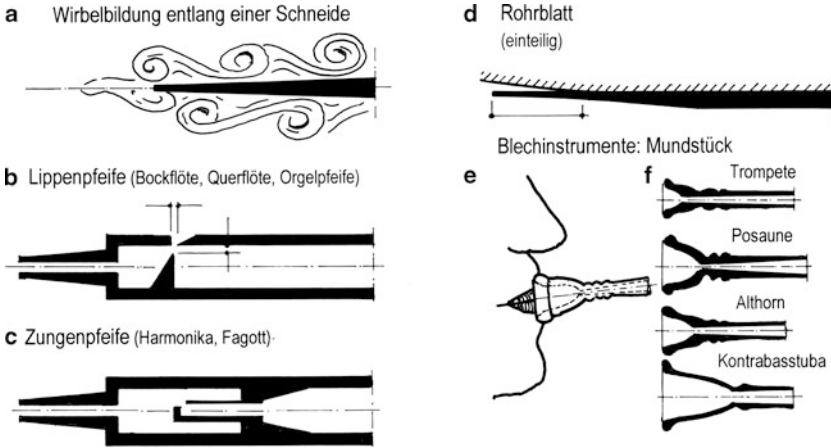 a Wirbelbildung entlang einer Schneide
b Lippenpfeife (Bockflöte, Querflöte, Orgelpfeife)
c Zungenpfeife (Harmonika, Fagott)
d Rohrblatt
(einteilig)
Blechinstrumente: Mundstück
e
f
Trompete
Posaune
Althorn
Kontrabasstuba